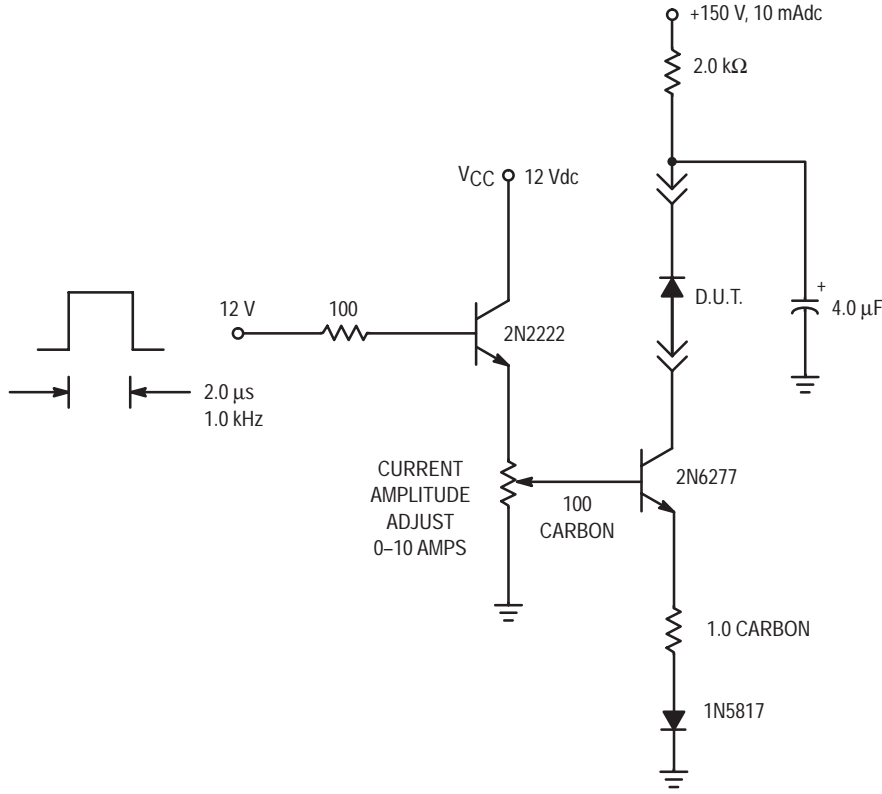 +150 V, 10 mAdc
2.0 kΩ
VCC 12 Vdc
+
D.U.T.
4.0 μF
12 V
100
2N2222
2.0 μs
1.0 kHz
CURRENT
AMPLITUDE
ADJUST
0–10 AMPS
100
CARBON
2N6277
1.0 CARBON
1N5817